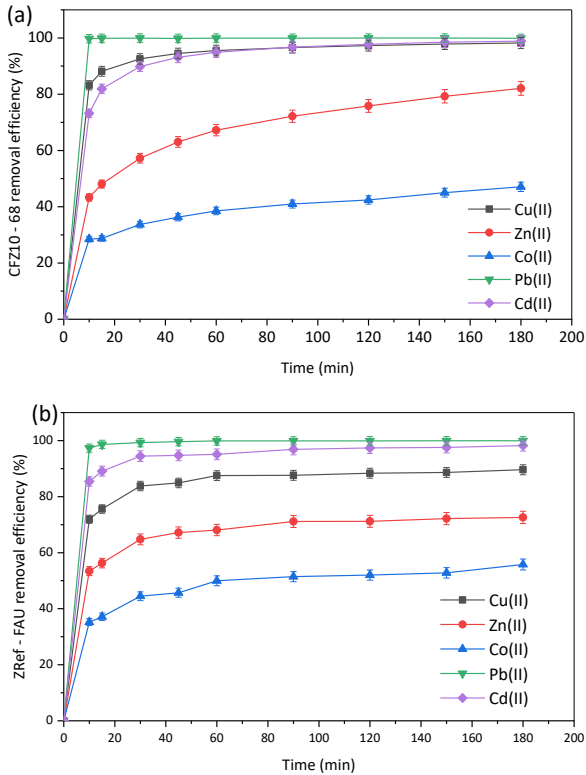 (a)
CFZ10 - 68 removal efficiency (%)
100
80
60
40
20
0
Cu(II)
Zn(II)
Co(II)
Pb(II)
Cd(II)
0 20 40 60 80 100 120 140 160 180 200
Time (min)
(b)
ZRef - FAU removal efficiency (%)
100
80
60
40
20
0
Cu(II)
Zn(II)
Co(II)
Pb(II)
Cd(II)
0 20 40 60 80 100 120 140 160 180 200
Time (min)